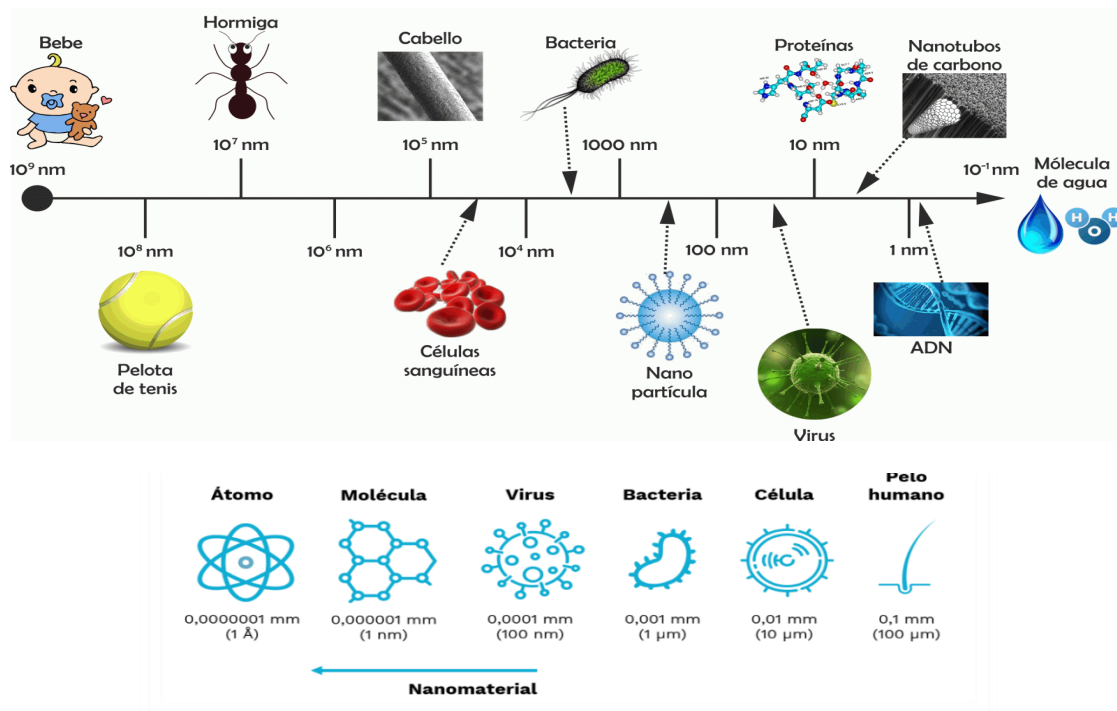 Bebe
Hormiga
Cabello
Bacteria
Proteínas
Nanotubos
de carbono
10⁹ nm
10⁷ nm
10⁵ nm
1000 nm
10 nm
10⁻¹ nm
Mólecula
de agua
H
H
O
10⁸ nm
10⁶ nm
10⁴ nm
100 nm
1 nm
Pelota
de tenis
Células
sanguíneas
Nano
partícula
Virus
ADN
Átomo
Molécula
Virus
Bacteria
Célula
Pelo
humano
0,0000001 mm
(1 Å)
0,000001 mm
(1 nm)
0,0001 mm
(100 nm)
0,001 mm
(1 µm)
0,01 mm
(10 µm)
0,1 mm
(100 µm)
Nanomaterial